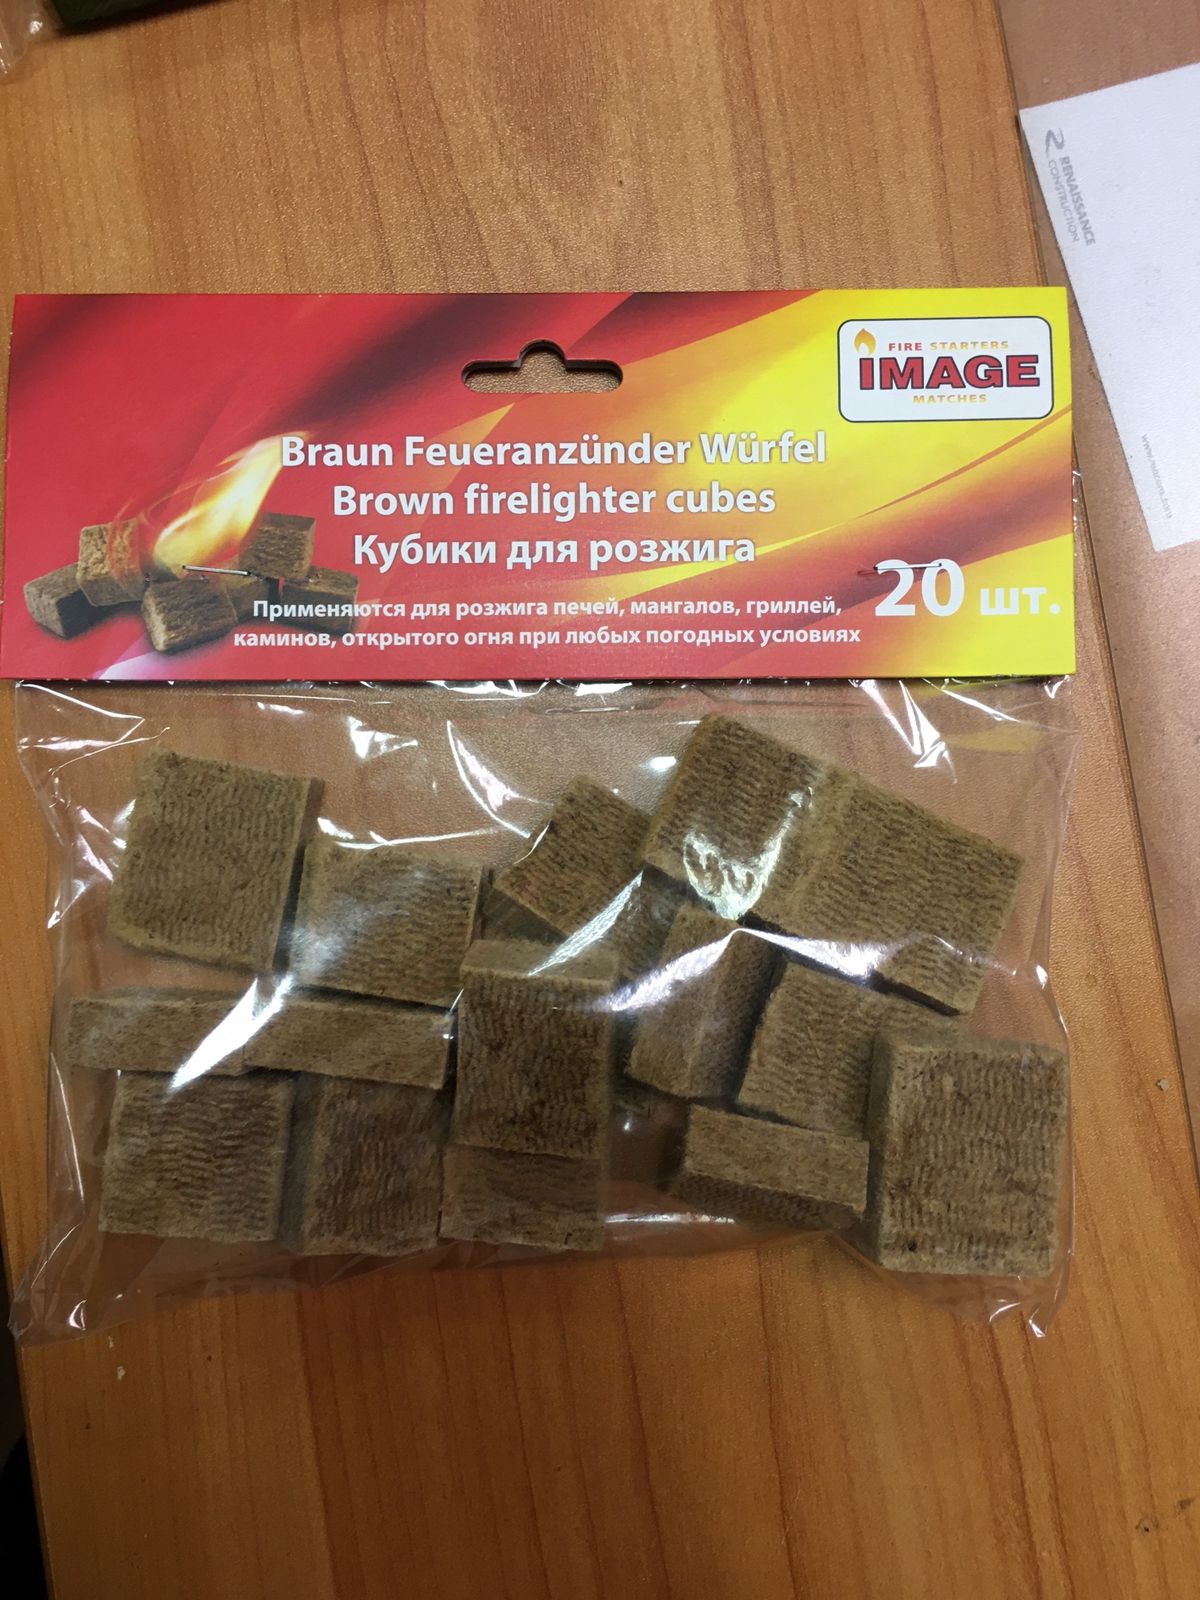 RENAISSANCE
CONSTRUCTION
FIRE STARTERS
IMAGE
MATCHES
Braun Feueranzünder Würfel
Brown firelighter cubes
Кубики для розжига
Применяются для розжига печей, мангалов, гриллей,
каминов, открытого огня при любых погодных условиях
20 шт.